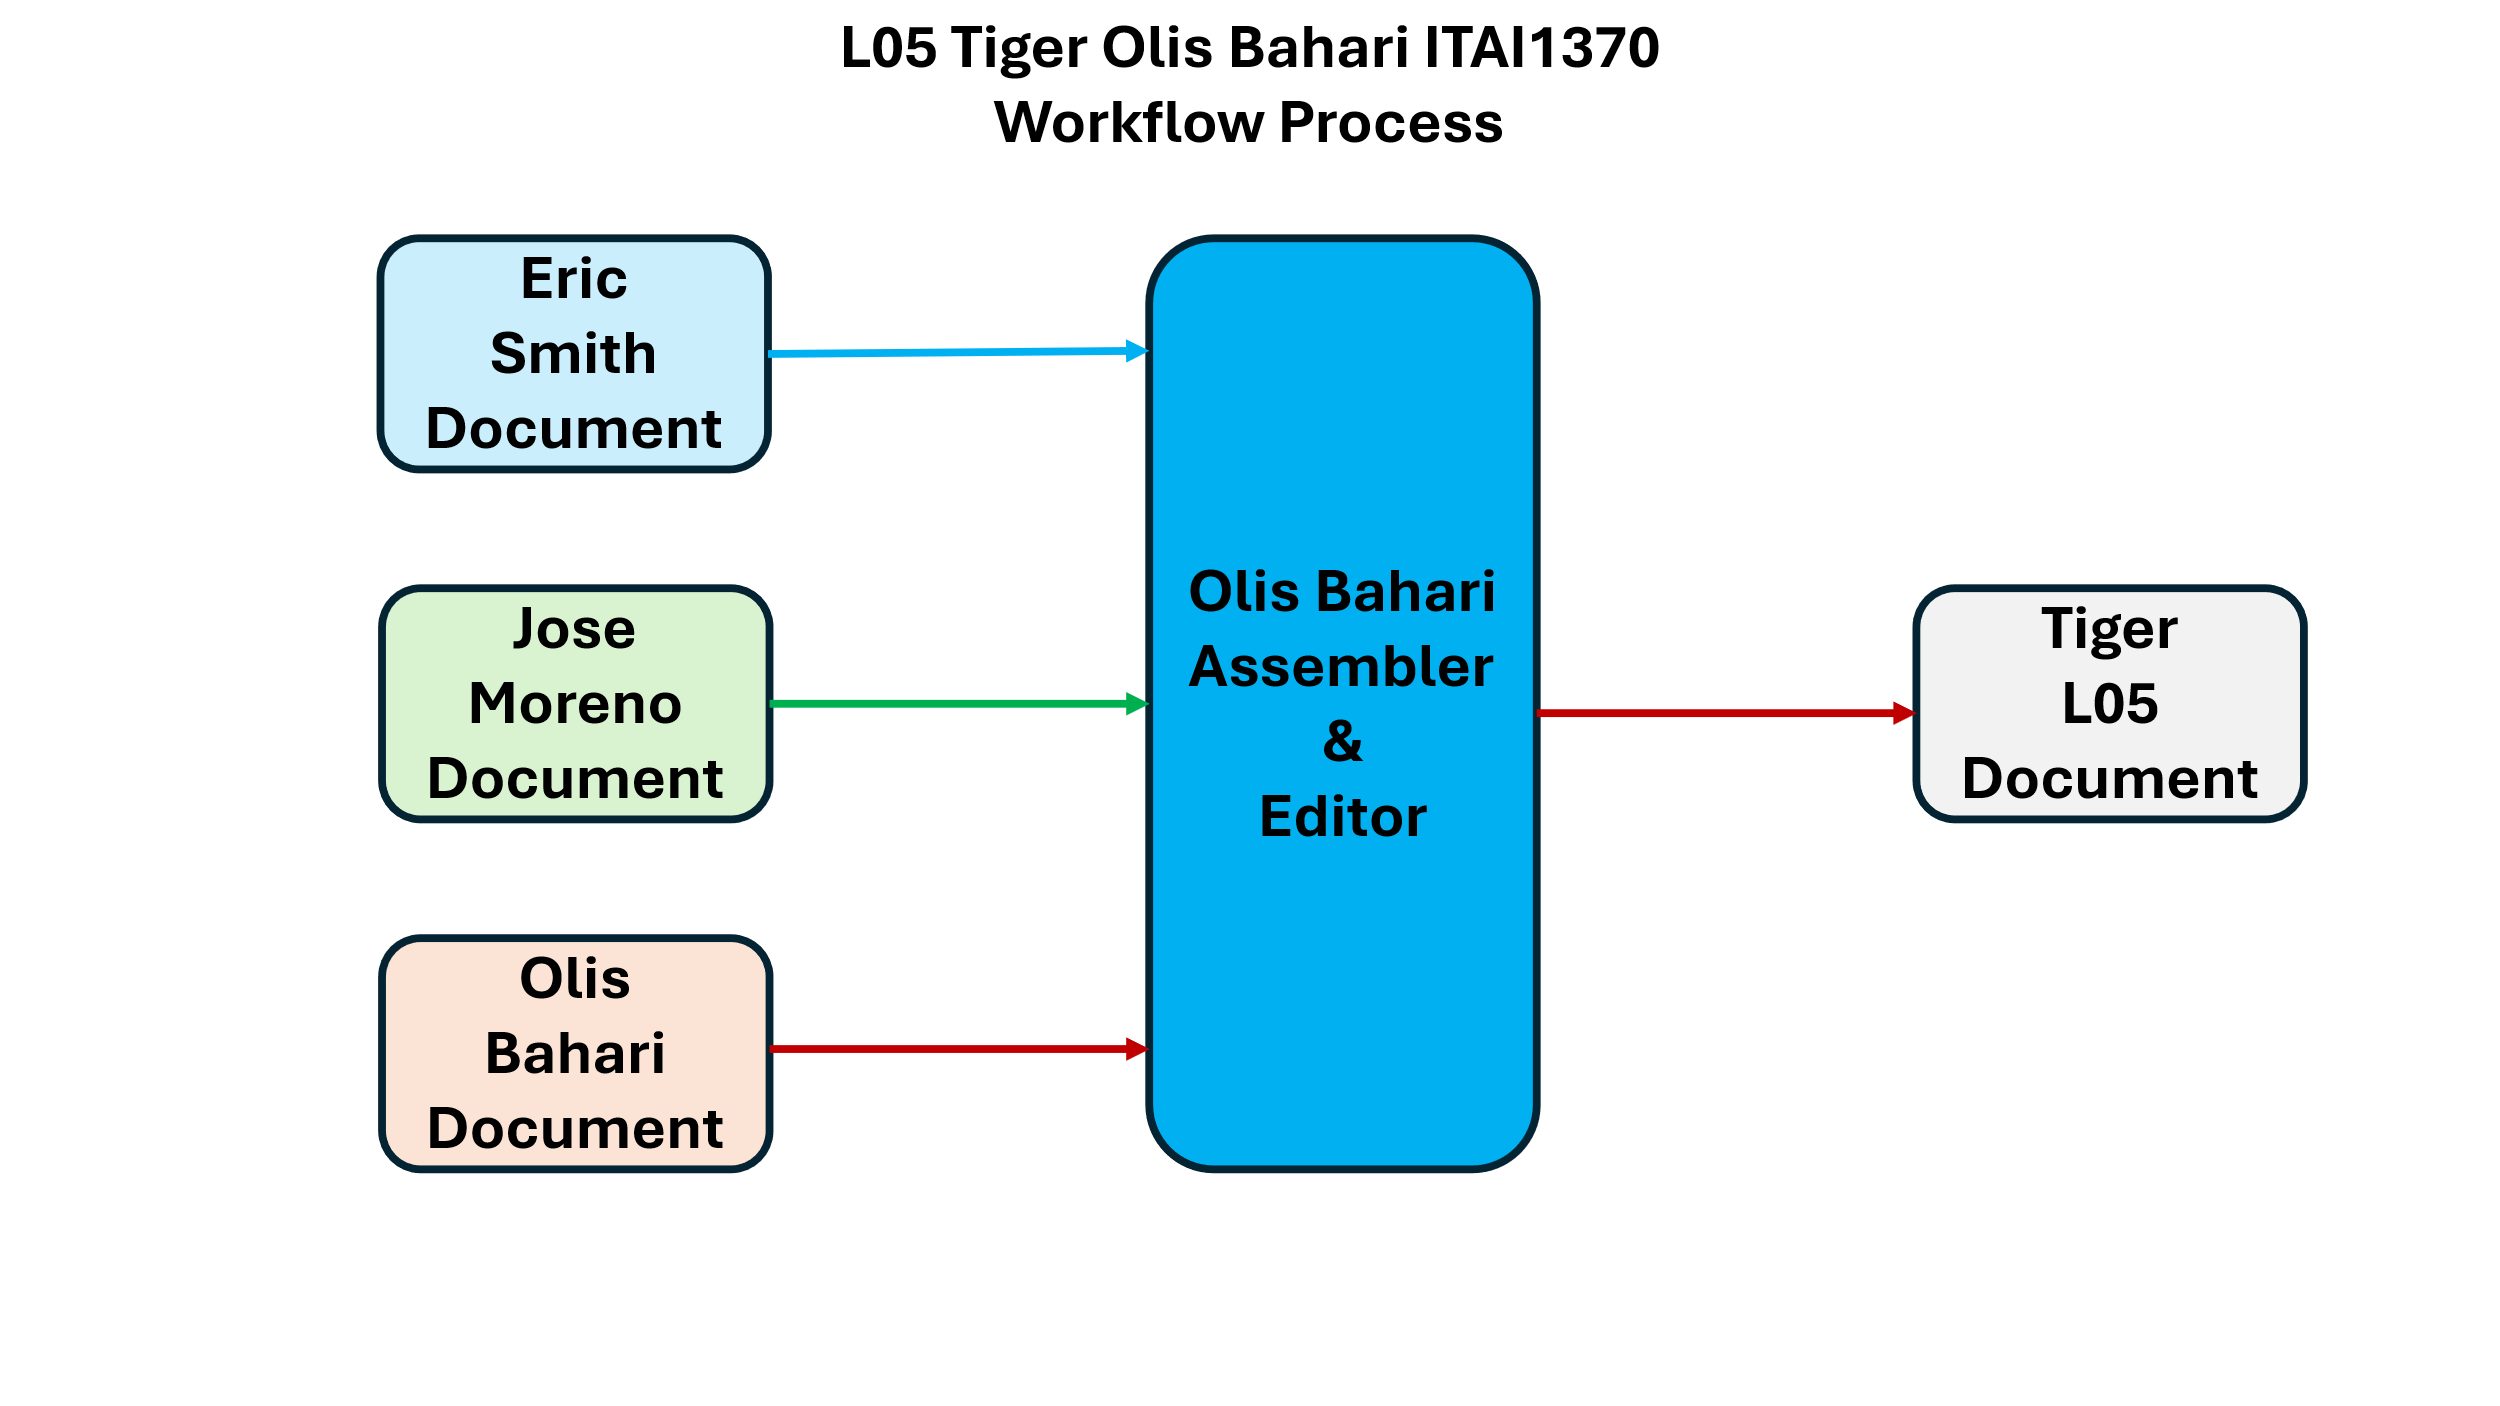 L05 Tiger Olis Bahari ITAI1370
Workflow Process
Eric
Smith
Document
Jose
Moreno
Document
Olis
Bahari
Document
Olis Bahari
Assembler
&
Editor
Tiger
L05
Document